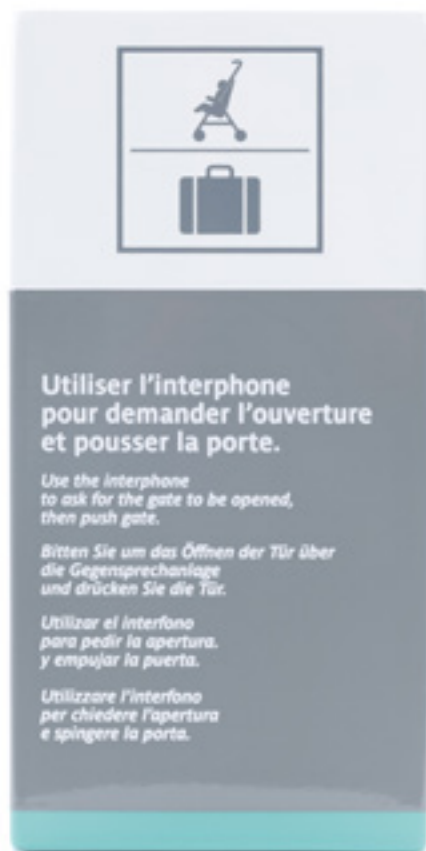 Utiliser l'interphone
pour demander l'ouverture
et pousser la porte.
Use the interphone
to ask for the gate to be opened,
then push gate.
Bitten Sie um das Öffnen der Tür über
die Gegensprechanlage
und drücken Sie die Tür.
Utilizar el interfono
para pedir la apertura.
y empujar la puerta.
Utilizzare l'interfono
per chiedere l'apertura
e spingere la porta.